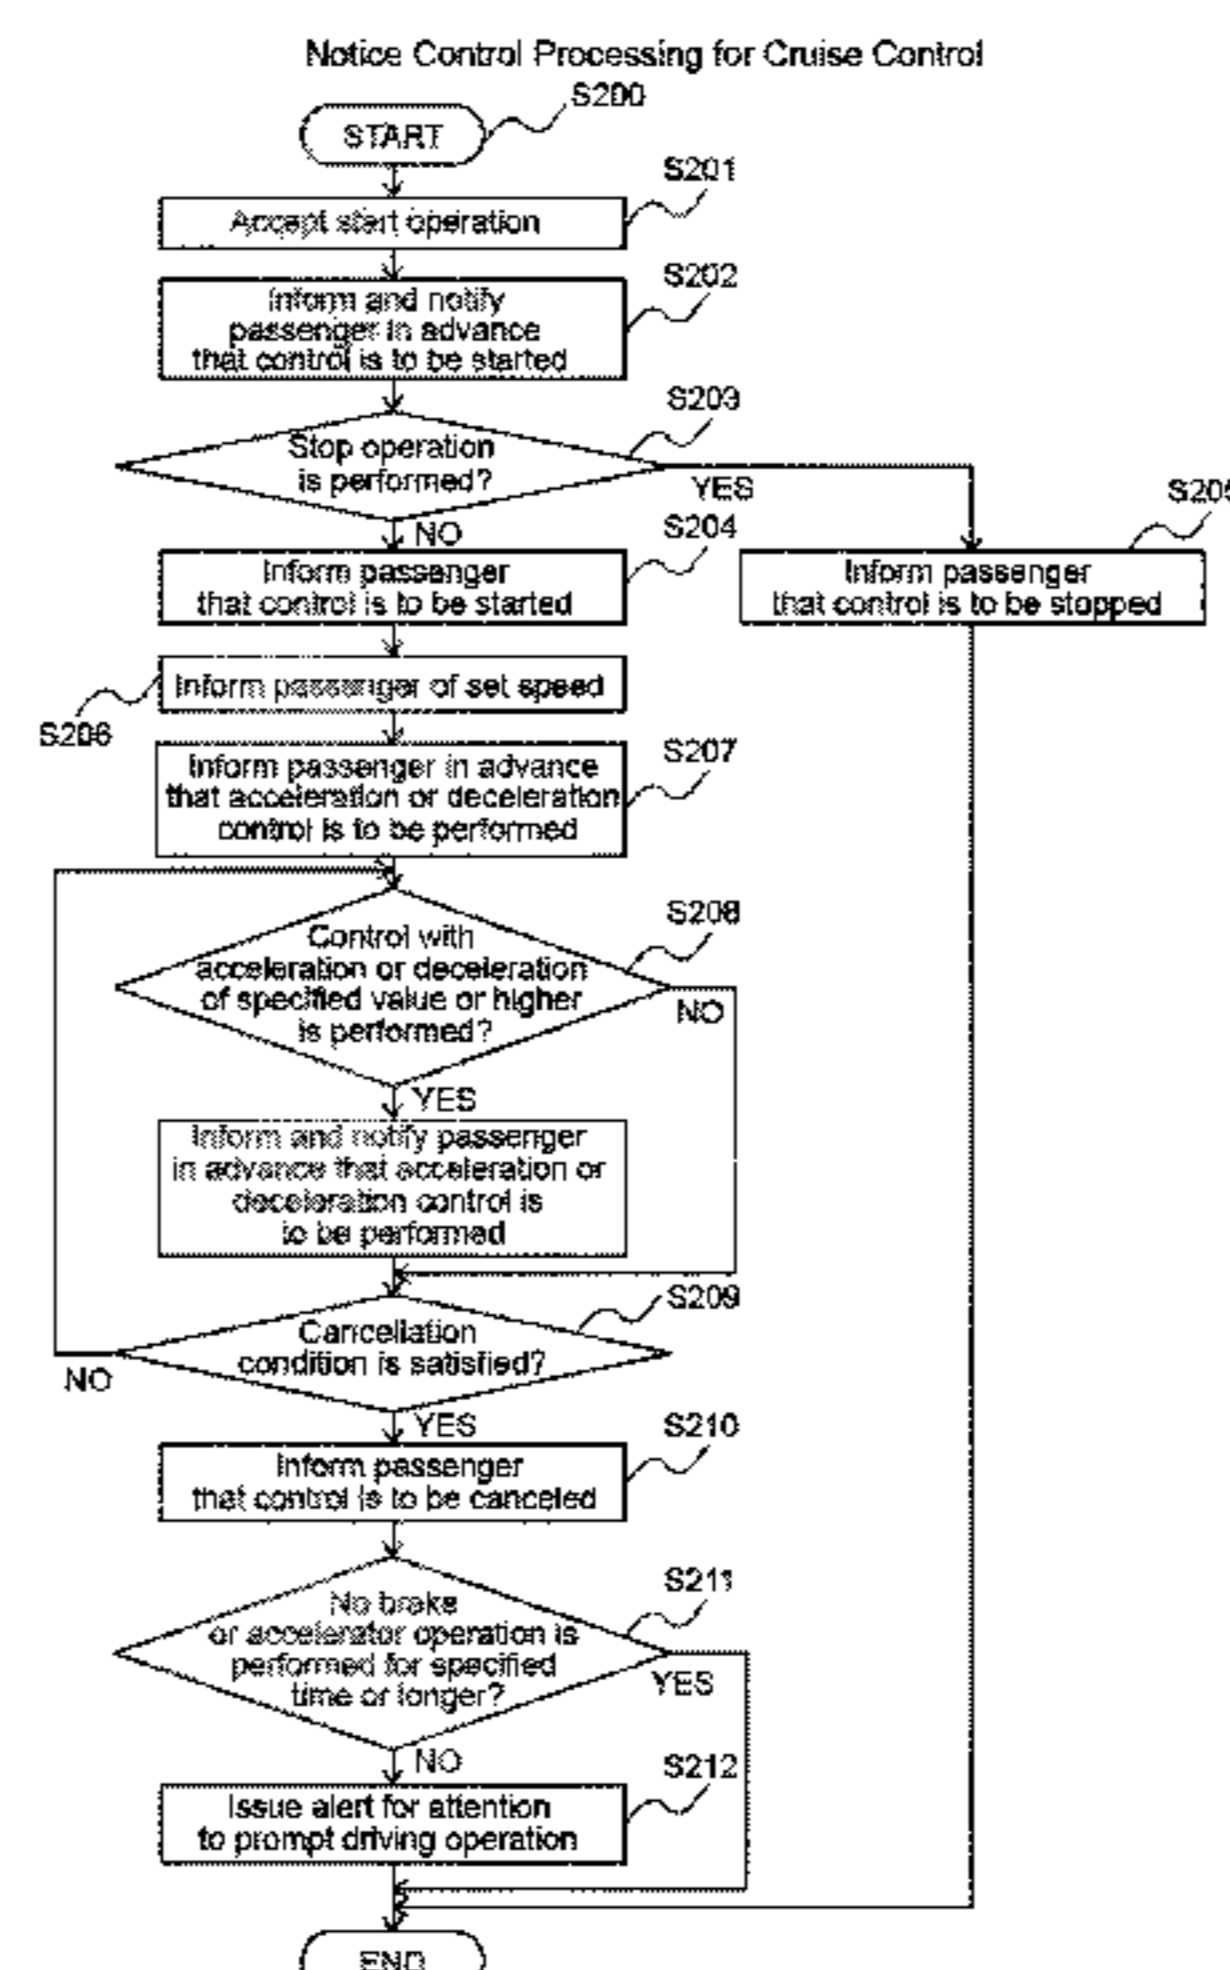 Notice Control Processing for Cruise Control
S200
START
S201
Accept start operation
S202
Inform and notify
passenger in advance
that control is to be started
S203
Stop operation
is performed?
YES
NO
S204
S205
Inform passenger
that control is to be started
Inform passenger
that control is to be stopped
Inform passenger of set speed
S206
S207
Inform passenger in advance
that acceleration or deceleration
control is to be performed
S208
Control with
acceleration or deceleration
of specified value or higher
is performed?
NO
YES
Inform and notify passenger
in advance that acceleration or
deceleration control is
to be performed
S209
Cancellation
condition is satisfied?
NO
YES
S210
Inform passenger
that control is to be canceled
S211
No brake
or accelerator operation is
performed for specified
time or longer?
YES
NO
S212
Issue alert for attention
to prompt driving operation
END